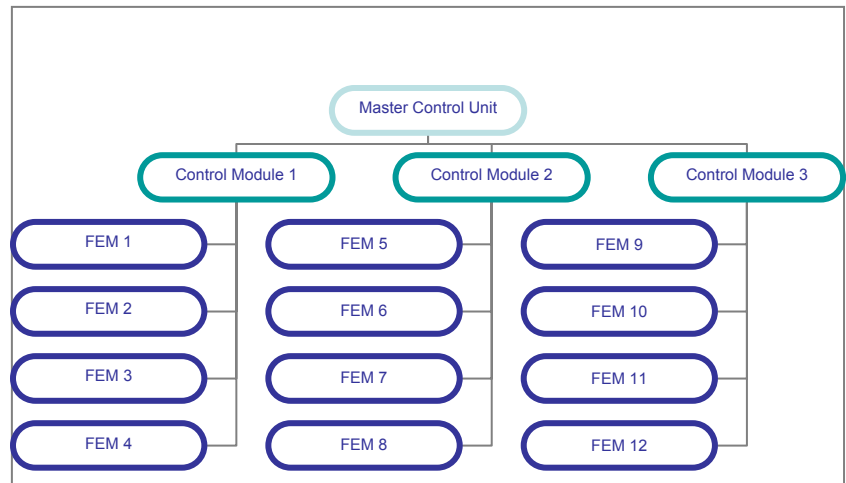 Master Control Unit
Control Module 1
Control Module 2
Control Module 3
FEM 1
FEM 5
FEM 9
FEM 2
FEM 6
FEM 10
FEM 3
FEM 7
FEM 11
FEM 4
FEM 8
FEM 12